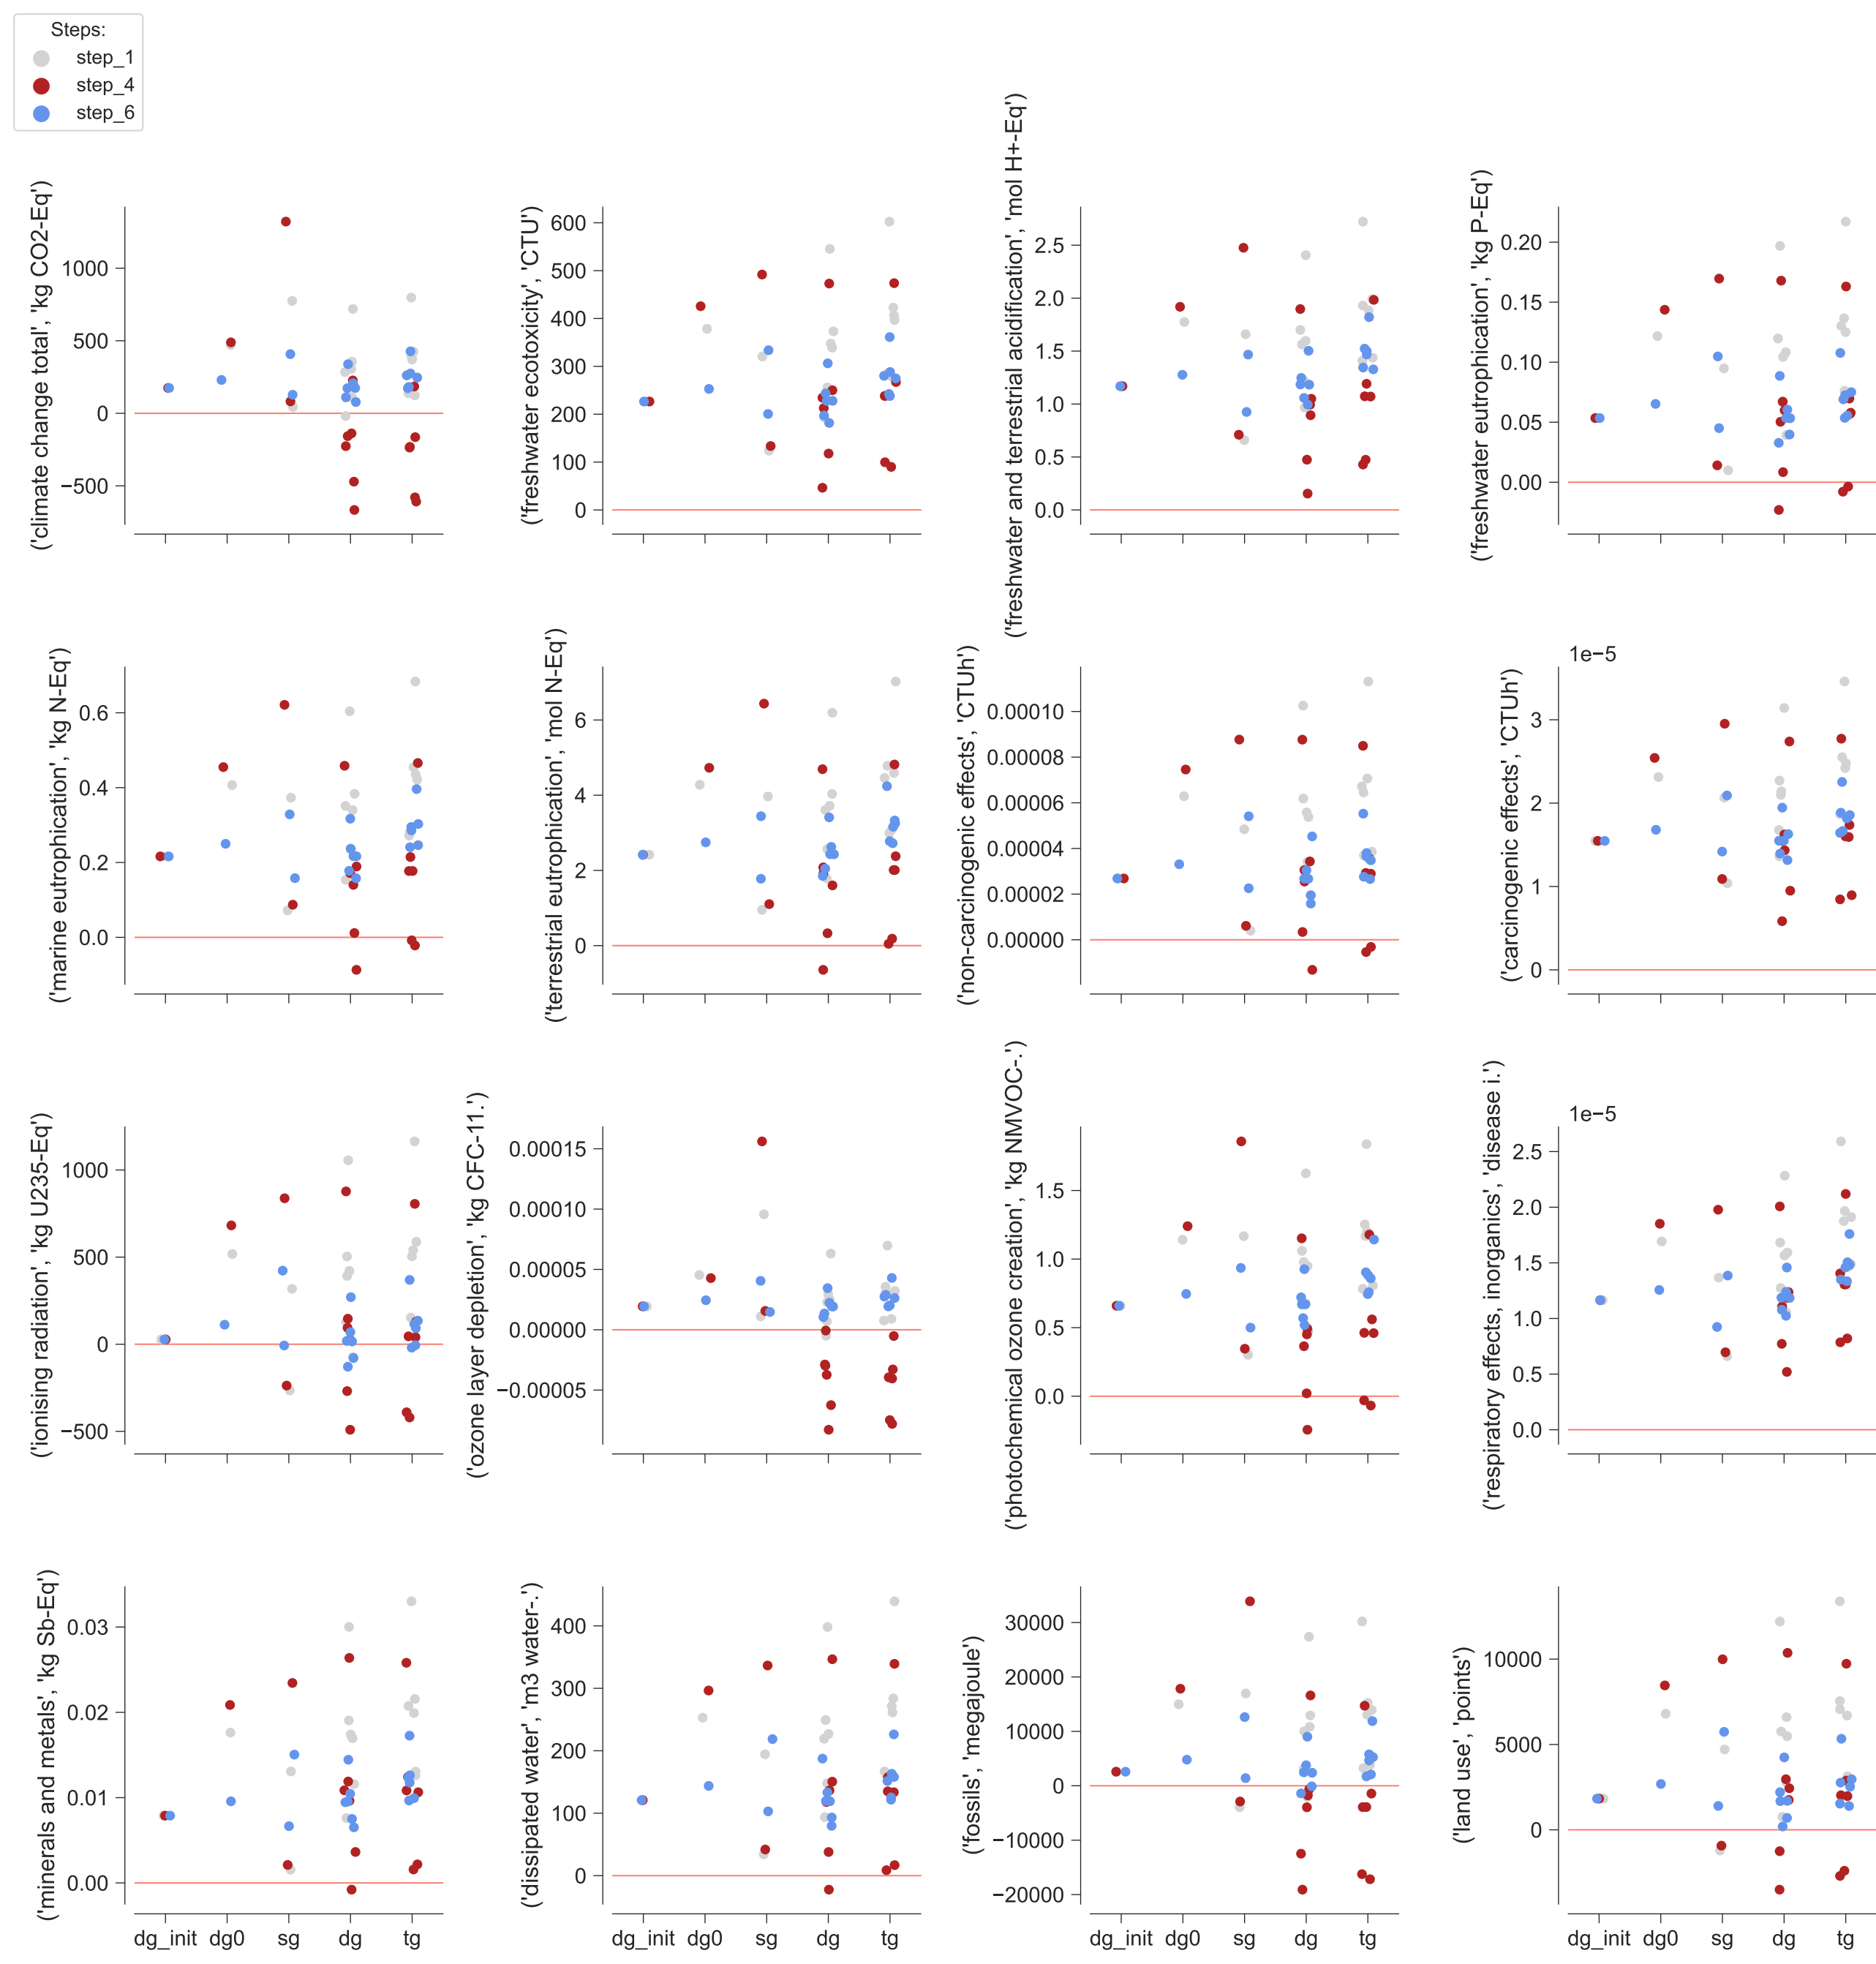 Steps:
step_1
step_4
step_6
('climate change total', 'kg CO2-Eq')
1000
500
0
−500
('freshwater ecotoxicity', 'CTU')
600
500
400
300
200
100
0
('freshwater and terrestrial acidification', 'mol H+-Eq')
2.5
2.0
1.5
1.0
0.5
0.0
('freshwater eutrophication', 'kg P-Eq')
0.20
0.15
0.10
0.05
0.00
('marine eutrophication', 'kg N-Eq')
0.6
0.4
0.2
0.0
('terrestrial eutrophication', 'mol N-Eq')
6
4
2
0
('non-carcinogenic effects', 'CTUh')
0.00010
0.00008
0.00006
0.00004
0.00002
0.00000
('carcinogenic effects', 'CTUh')
1e−5
3
2
1
0
('ionising radiation', 'kg U235-Eq')
1000
500
0
−500
('ozone layer depletion', 'kg CFC-11.')
0.00015
0.00010
0.00005
0.00000
−0.00005
('photochemical ozone creation', 'kg NMVOC-.')
1.5
1.0
0.5
0.0
('respiratory effects, inorganics', 'disease i.')
1e−5
2.5
2.0
1.5
1.0
0.5
0.0
('minerals and metals', 'kg Sb-Eq')
0.03
0.02
0.01
0.00
dg_init dg0 sg dg tg
('dissipated water', 'm3 water-.')
400
300
200
100
0
dg_init dg0 sg dg tg
('fossils', 'megajoule')
30000
20000
10000
0
−10000
−20000
dg_init dg0 sg dg tg
('land use', 'points')
10000
5000
0
dg_init dg0 sg dg tg